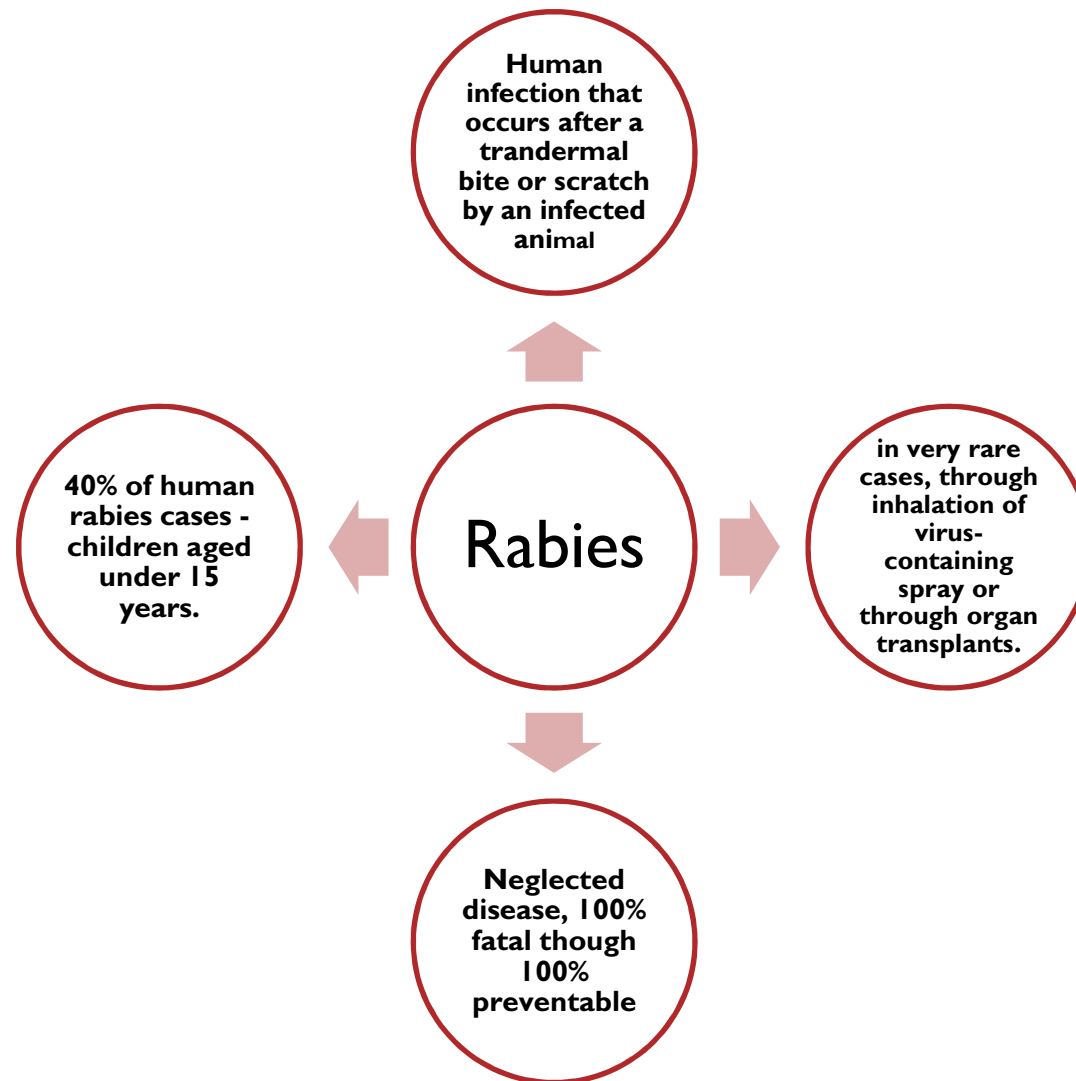 Human
infection that
occurs after a
trandermal
bite or scratch
by an infected
animal
40% of human
rabies cases -
children aged
under 15
years.
Rabies
in very rare
cases, through
inhalation of
virus-
containing
spray or
through organ
transplants.
Neglected
disease, 100%
fatal though
100%
preventable